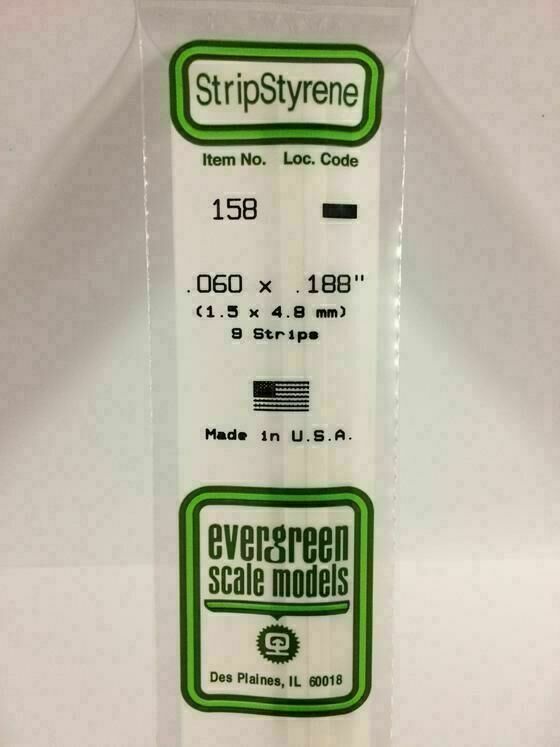 StripStyrene
Item No. Loc. Code
158
.060 x .188"
(1.5 x 4.8 mm)
9 Strips
Made in U.S.A.
evergreen
scale models
Des Plaines, IL 60018